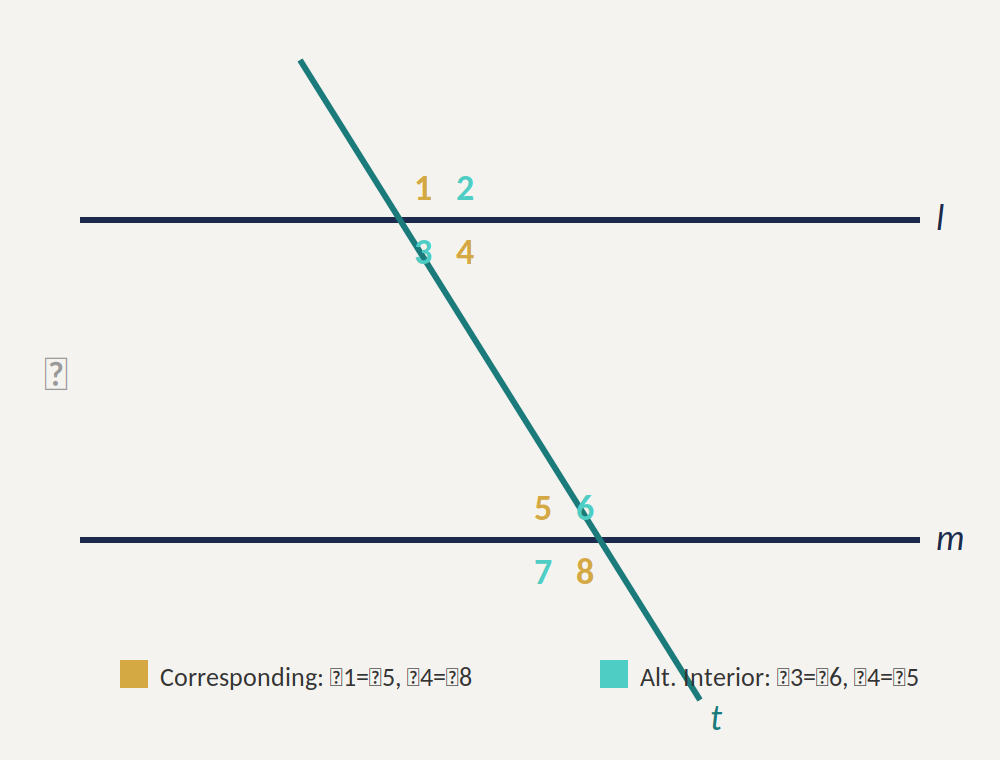 1 2
l
3 4
5 6
m
7 8
Corresponding: 1=5, 4=8
Alt. Interior: 3=6, 4=5
t